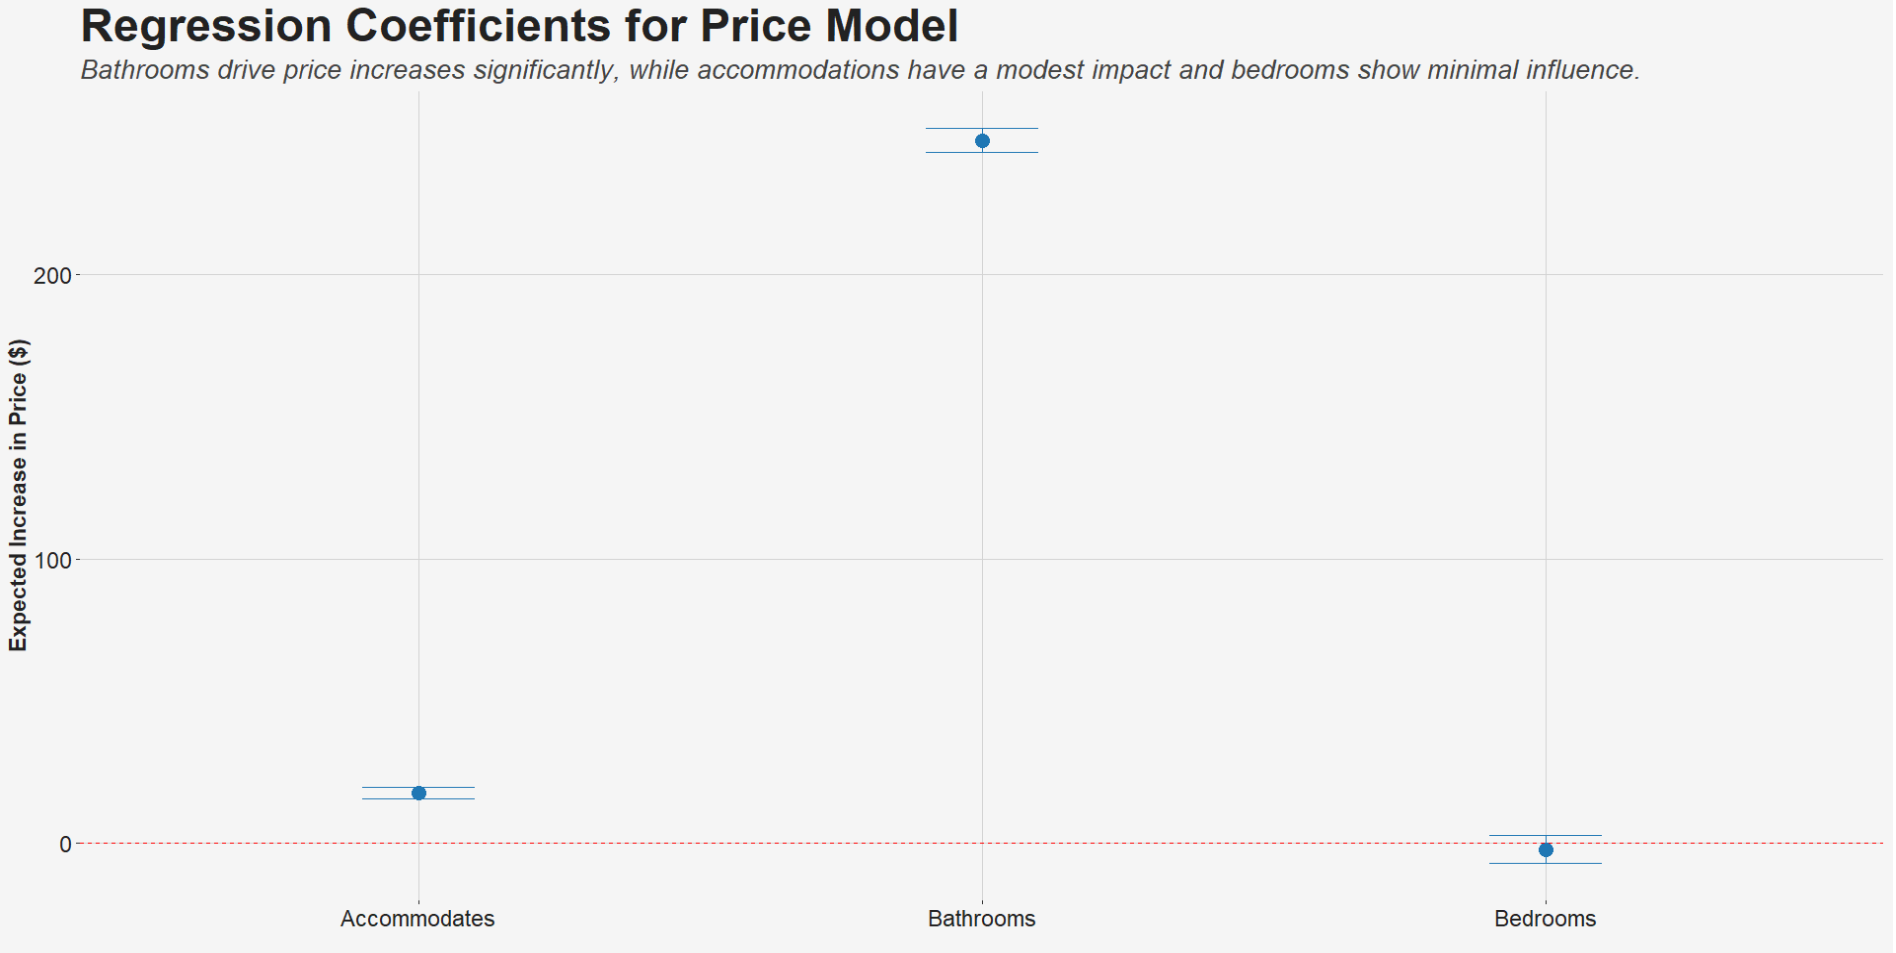 Regression Coefficients for Price Model
Bathrooms drive price increases significantly, while accommodations have a modest impact and bedrooms show minimal influence.
Expected Increase in Price ($)
200
100
0
Accommodates
Bathrooms
Bedrooms